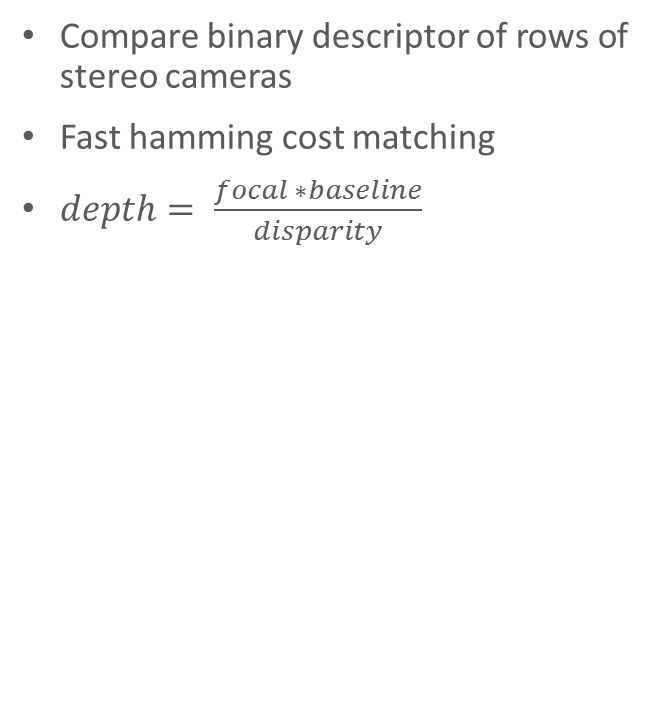 • Compare binary descriptor of rows of
stereo cameras
• Fast hamming cost matching
• depth = focal *baseline / disparity